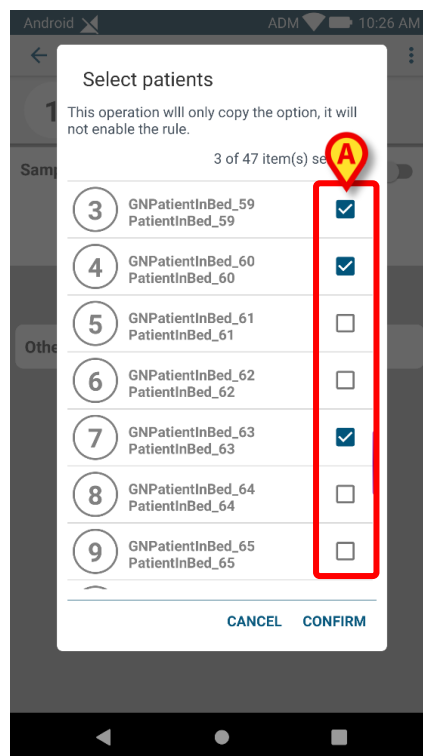 Android ADM 10:26 AM
Select patients
1
This operation will only copy the option, it will
not enable the rule.
3 of 47 item(s) se
A
Samp
3 GNPatientInBed_59
PatientInBed_59
4 GNPatientInBed_60
PatientInBed_60
5 GNPatientInBed_61
PatientInBed_61
Othe
6 GNPatientInBed_62
PatientInBed_62
7 GNPatientInBed_63
PatientInBed_63
8 GNPatientInBed_64
PatientInBed_64
9 GNPatientInBed_65
PatientInBed_65
CANCEL CONFIRM